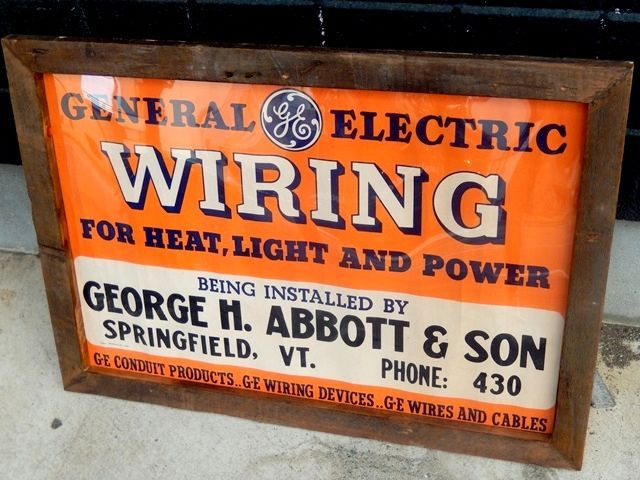 GENERAL GE ELECTRIC
WIRING
FOR HEAT, LIGHT AND POWER
BEING INSTALLED BY
GEORGE H. ABBOTT & SON
SPRINGFIELD, VT. PHONE: 430
G-E CONDUIT PRODUCTS..G-E WIRING DEVICES..G-E WIRES AND CABLES